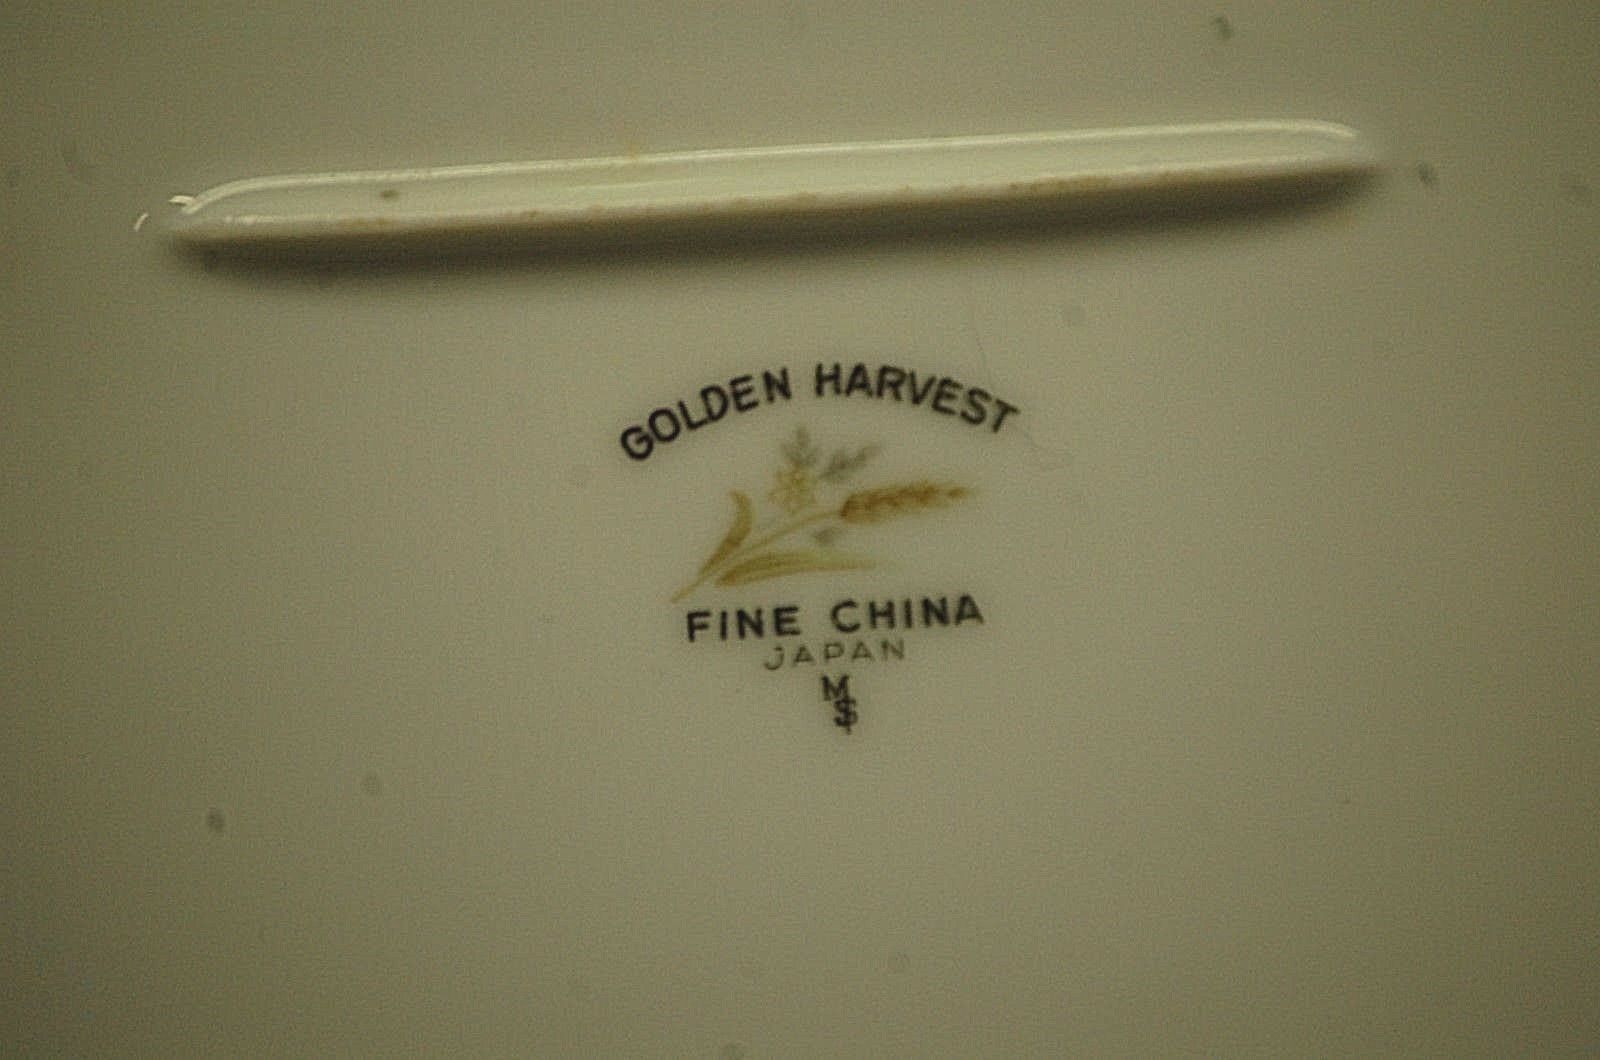 GOLDEN HARVEST
FINE CHINA
JAPAN
M
$